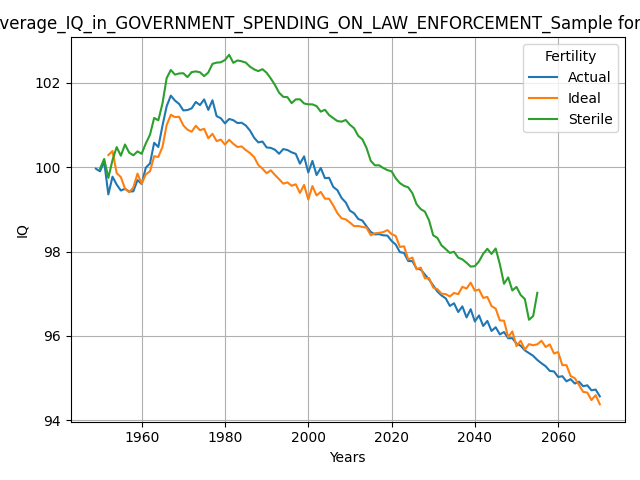 verage_IQ_in_GOVERNMENT_SPENDING_ON_LAW_ENFORCEMENT_Sample for
Fertility
Actual
Ideal
Sterile
IQ
102
100
98
96
94
1960 1980 2000 2020 2040 2060
Years